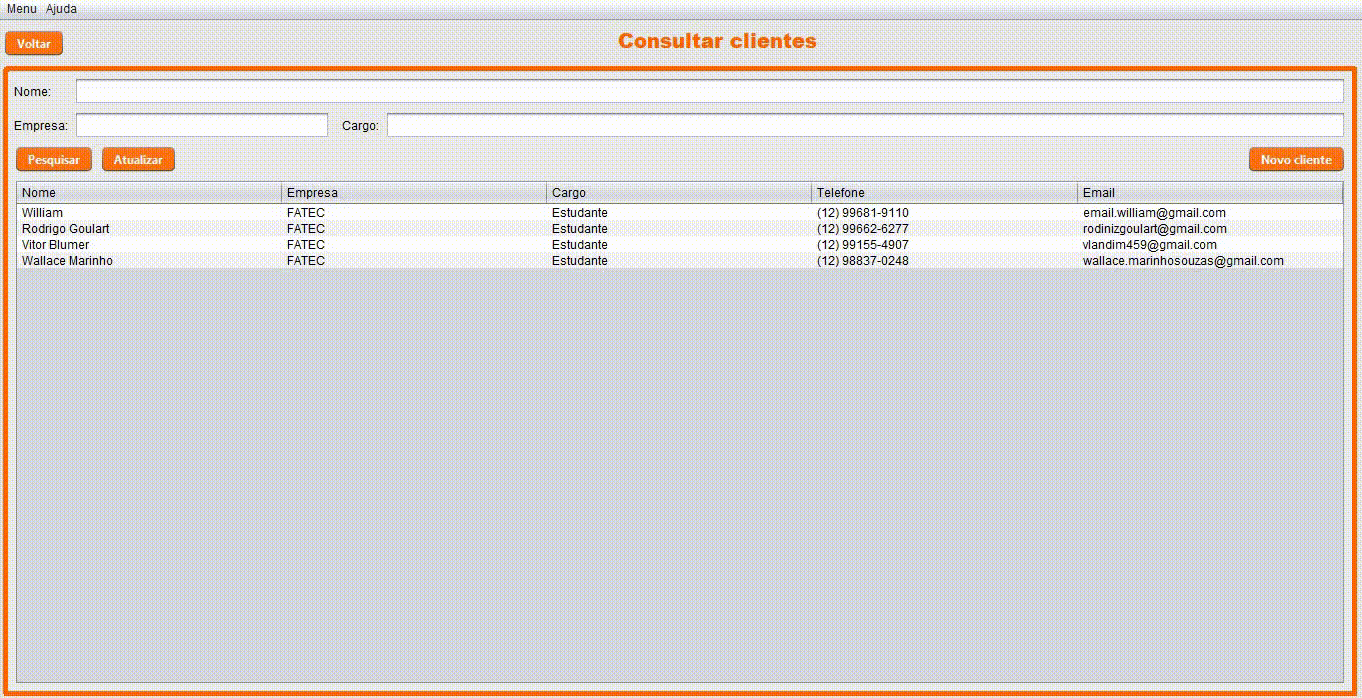 Menu Ajuda
Voltar Consultar clientes
Nome:
Empresa: Cargo:
Pesquisar Atualizar Novo cliente
Nome Empresa Cargo Telefone Email
William FATEC Estudante (12) 99681-9110 email.william@gmail.com
Rodrigo Goulart FATEC Estudante (12) 99662-6277 rodinizgoulart@gmail.com
Vitor Blumer FATEC Estudante (12) 99155-4907 vlandim459@gmail.com
Wallace Marinho FATEC Estudante (12) 98837-0248 wallace.marinhosouzas@gmail.com